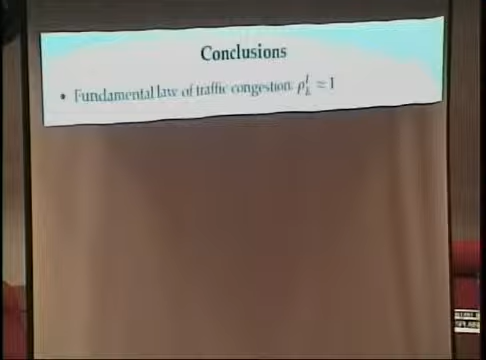 Conclusions
• Fundamental law of traffic congestion: ρ_k^l ≈ 1